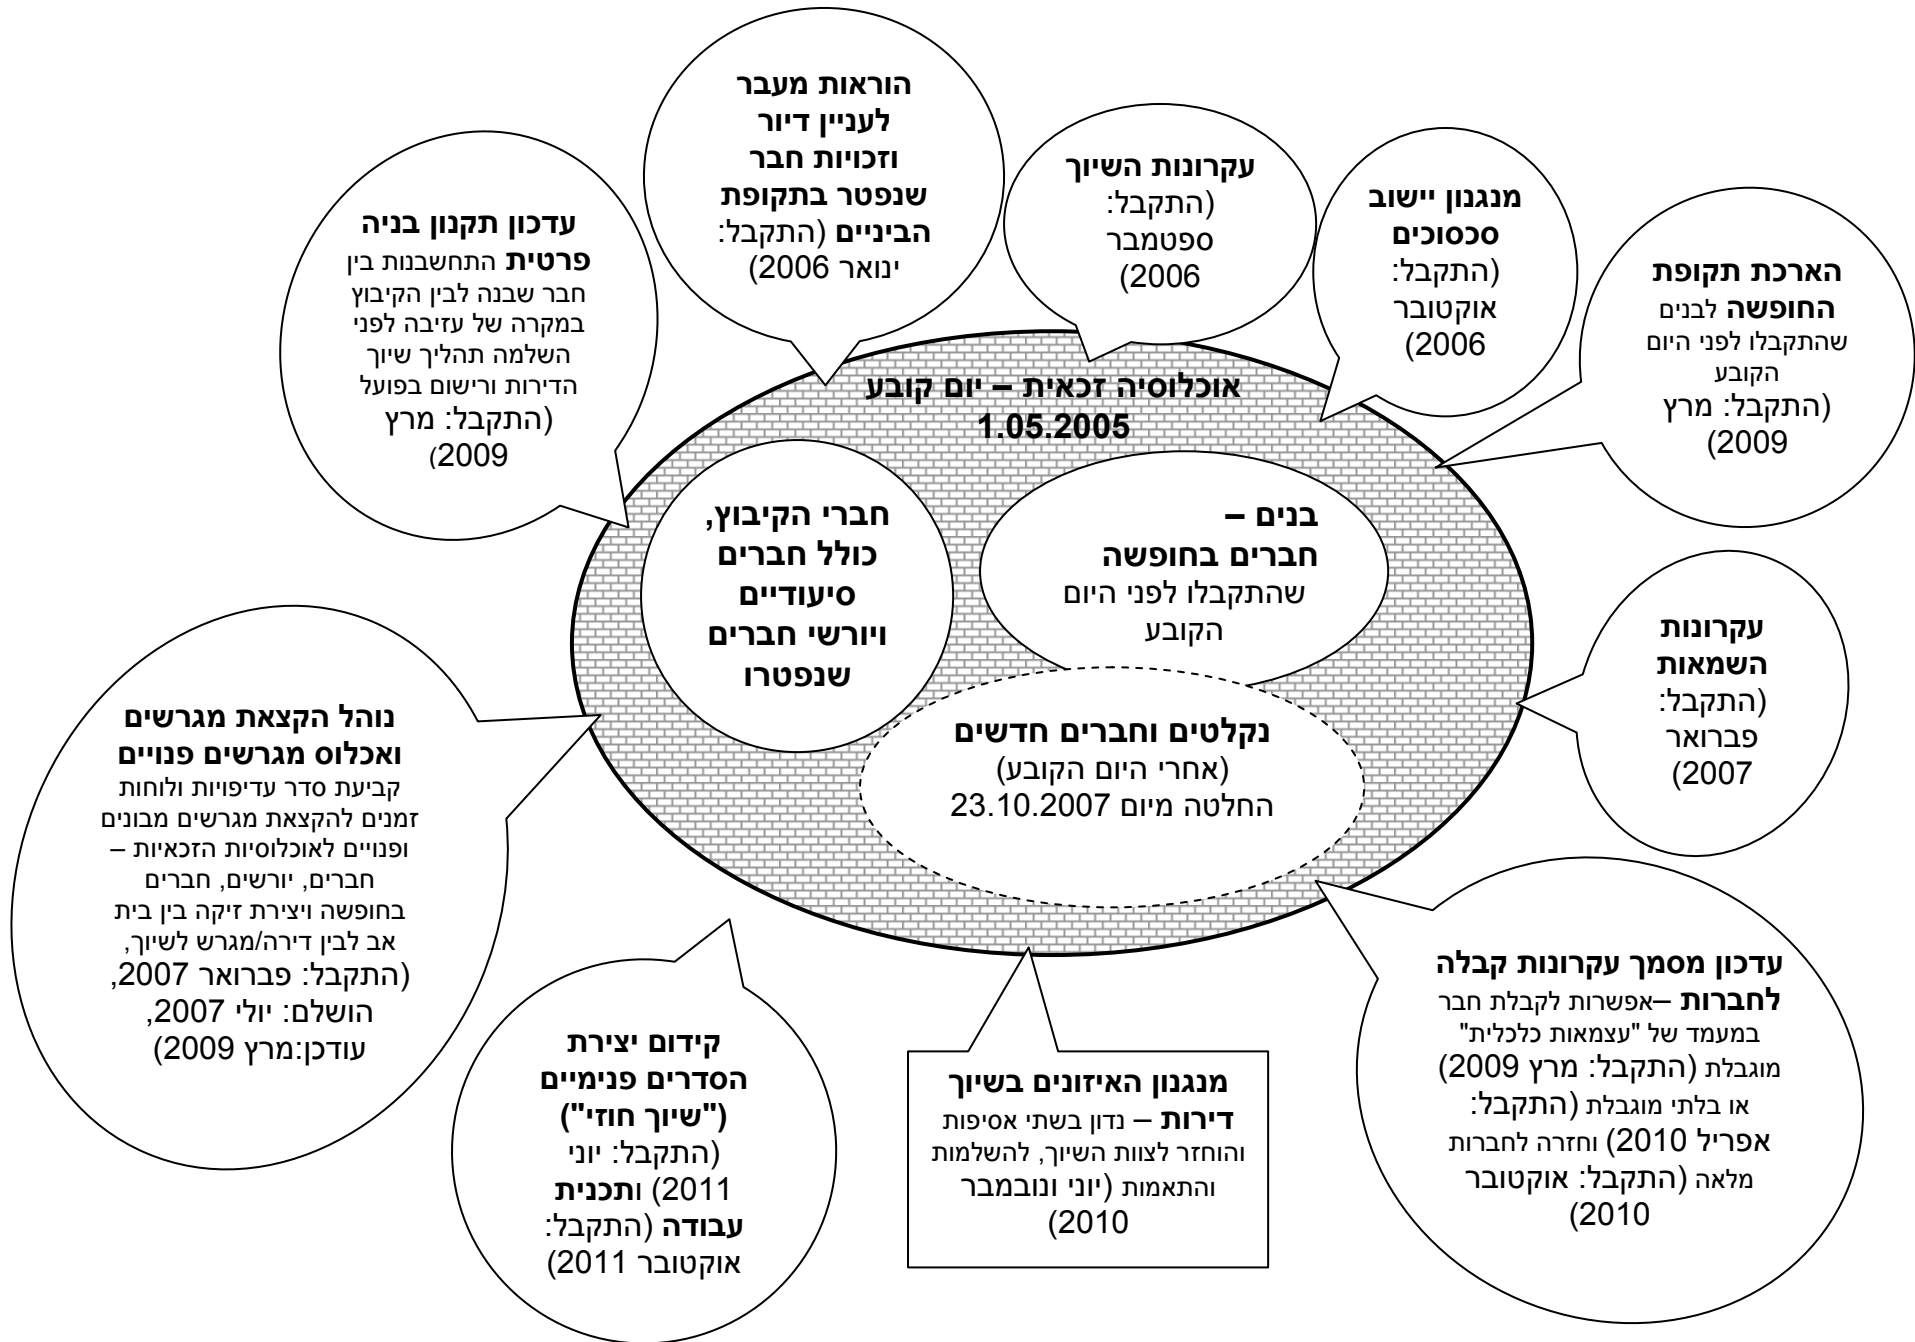 הוראות מעבר
לעניין דיור
וזכויות חבר
שנפטר בתקופת
הביניים (התקבל:
ינואר 2006)
עקרונות השיוך
(התקבל:
ספטמבר
2006)
מנגנון יישוב
סכסוכים
(התקבל:
אוקטובר
2006)
הארכת תקופת
החופשה לבנים
שהתקבלו לפני היום
הקובע
(התקבל: מרץ
2009)
עדכון תקנון בניה
פרטית התחשבנות בין
חבר שבנה לבין הקיבוץ
במקרה של עזיבה לפני
השלמה תהליך שיוך
הדירות ורישום בפועל
(התקבל: מרץ
2009)
אוכלוסיה זכאית – יום קובע
1.05.2005
בנים –
חברים בחופשה
שהתקבלו לפני היום
הקובע
חברי הקיבוץ,
כולל חברים
סיעודיים
ויורשי חברים
שנפטרו
נקלטים וחברים חדשים
(אחרי היום הקובע)
החלטה מיום 23.10.2007
עקרונות
השמאות
(התקבל:
פברואר
2007)
נוהל הקצאת מגרשים
ואכלוס מגרשים פנויים
קביעת סדר עדיפויות ולוחות
זמנים להקצאת מגרשים מבונים
ופנויים לאוכלוסיות הזכאיות –
חברים, יורשים, חברים
בחופשה ויצירת זיקה בין בית
אב לבין דירה/מגרש לשיוך,
(התקבל: פברואר 2007,
הושלם: יולי 2007,
עודכן:מרץ 2009)
עדכון מסמך עקרונות קבלה
לחברות –אפשרות לקבלת חבר
במעמד של "עצמאות כלכלית"
מוגבלת (התקבל: מרץ 2009)
או בלתי מוגבלת (התקבל:
אפריל 2010) וחזרה לחברות
מלאה (התקבל: אוקטובר
2010)
מנגנון האיזונים בשיוך
דירות – נדון בשתי אסיפות
והוחזר לצוות השיוך, להשלמות
והתאמות (יוני ונובמבר
2010)
קידום יצירת
הסדרים פנימיים
("שיוך חוזי")
(התקבל: יוני
2011) ותכנית
עבודה (התקבל:
אוקטובר 2011)